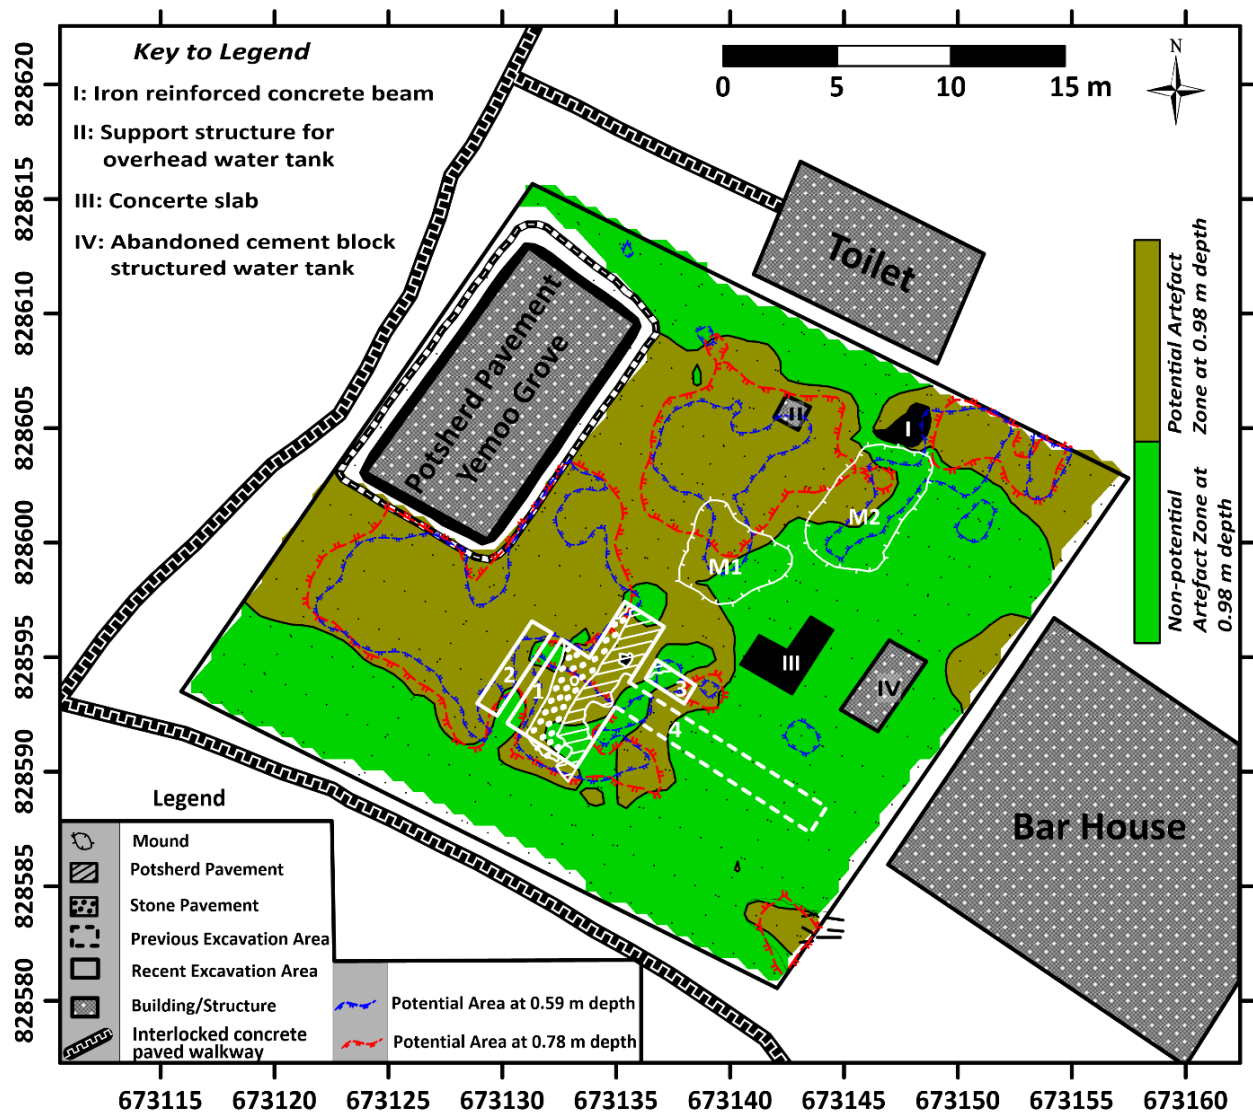 Key to Legend
I: Iron reinforced concrete beam
II: Support structure for
overhead water tank
III: Concerte slab
IV: Abandoned cement block
structured water tank
0 5 10 15 m
N
Toilet
Potsherd Pavement
Yemoo Grove
II
I
M2
M1
III
IV
2
1
3
4
Bar House
Potential Artefact
Zone at 0.98 m depth
Non-potential
Artefact Zone at
0.98 m depth
Legend
Mound
Potsherd Pavement
Stone Pavement
Previous Excavation Area
Recent Excavation Area
Building/Structure
Interlocked concrete
paved walkway
Potential Area at 0.59 m depth
Potential Area at 0.78 m depth
828620
828615
828610
828605
828600
828595
828590
828585
828580
673115 673120 673125 673130 673135 673140 673145 673150 673155 673160